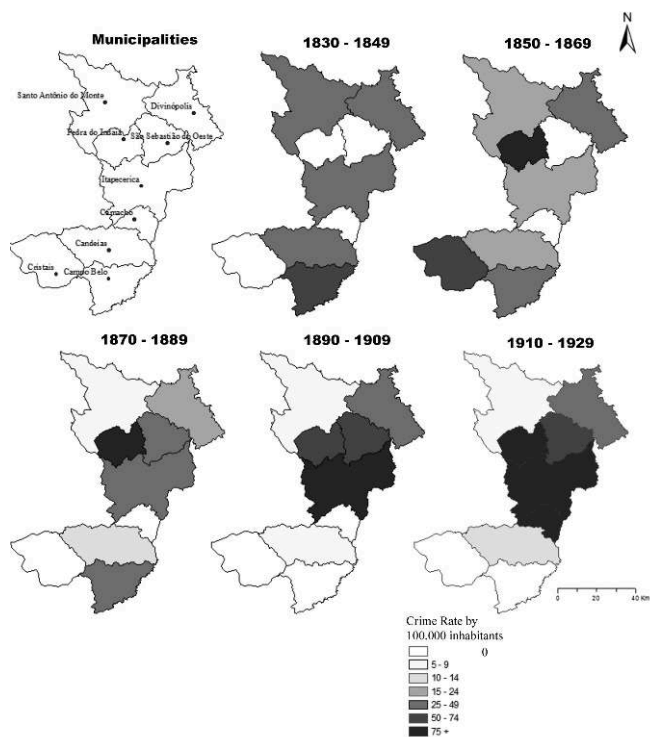 N
Municipalities
1830 - 1849
1850 - 1869
Santo Antônio do Monte
Divinópolis
Pedra do Indaiá
São Sebastião do Oeste
Itapecerica
Camacho
Candeias
Cristais
Campo Belo
1870 - 1889
1890 - 1909
1910 - 1929
0 20 40 Km
Crime Rate by
100.000 inhabitants
0
5 - 9
10 - 14
15 - 24
25 - 49
50 - 74
75 +